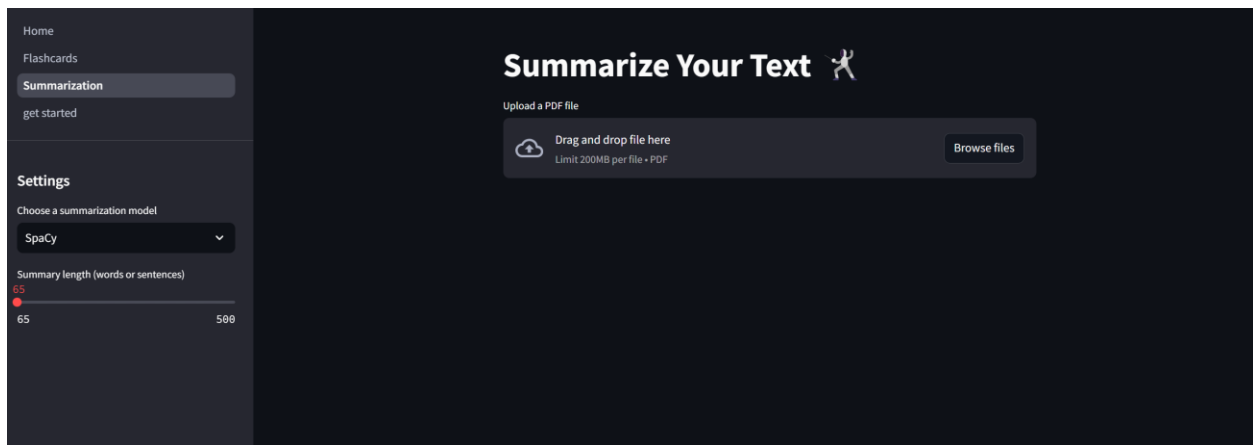 Home
Flashcards
Summarization
get started
Settings
Choose a summarization model
SpaCy
Summary length (words or sentences)
65
65 500
Summarize Your Text
Upload a PDF file
Drag and drop file here
Limit 200MB per file • PDF
Browse files